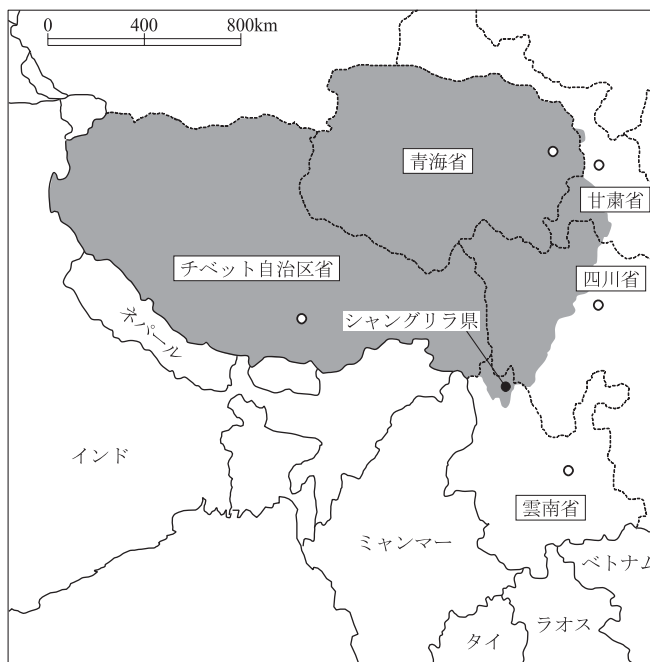 0 400 800km
青海省
甘粛省
チベット自治区省
四川省
シャングリラ県
ネパール
インド
雲南省
ミャンマー
ベトナム
ラオス
タイ